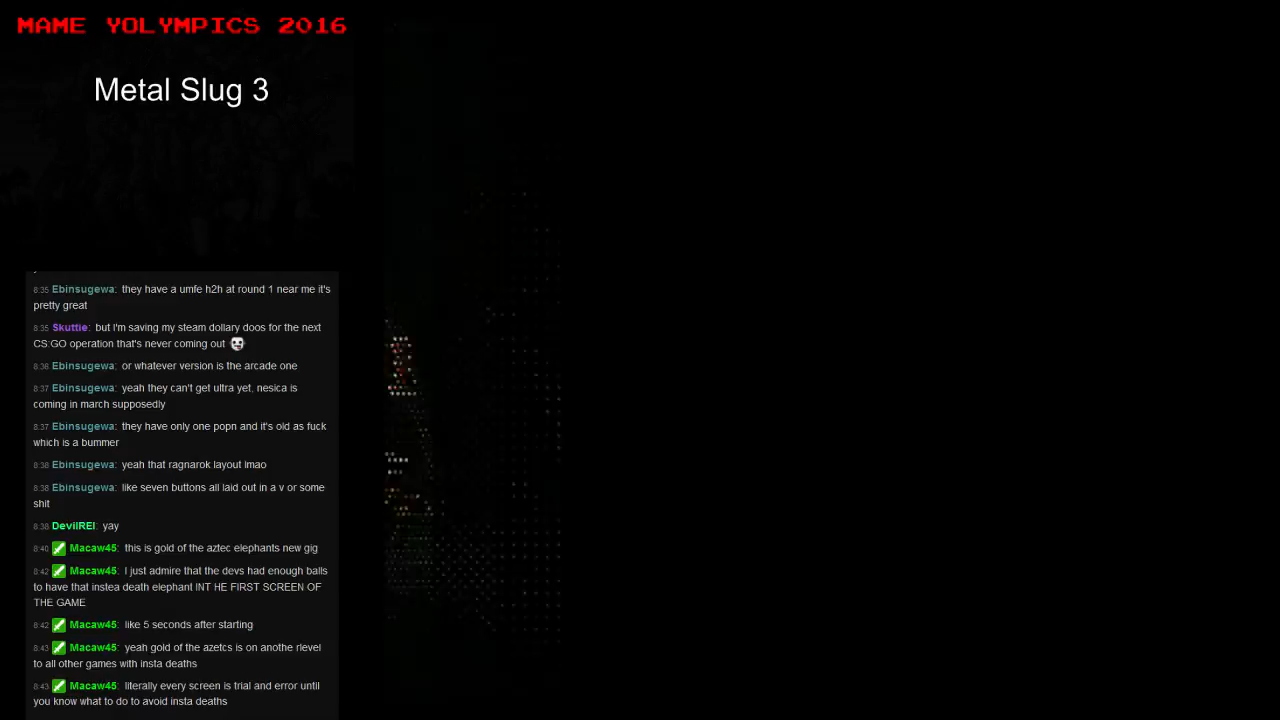 MAME YOLYMPICS 2016
Metal Slug 3
8:35 Ebinsugewa: they have a umfe h2h at round 1 near me it's
pretty great
8:35 Skuttie: but I'm saving my steam dollary doos for the next
CS:GO operation that's never coming out
8:36 Ebinsugewa: or whatever version is the arcade one
8:37 Ebinsugewa: yeah they can't get ultra yet, nesica is
coming in march supposedly
8:37 Ebinsugewa: they have only one popn and it's old as fuck
which is a bummer
8:38 Ebinsugewa: yeah that ragnarok layout lmao
8:38 Ebinsugewa: like seven buttons all laid out in a v or some
shit
8:38 DevilREI: yay
8:40 Macaw45: this is gold of the aztec elephants new gig
8:42 Macaw45: I just admire that the devs had enough balls
to have that instea death elephant INT HE FIRST SCREEN OF
THE GAME
8:42 Macaw45: like 5 seconds after starting
8:43 Macaw45: yeah gold of the azetcs is on anothe rlevel
to all other games with insta deaths
8:43 Macaw45: literally every screen is trial and error until
you know what to do to avoid insta deaths